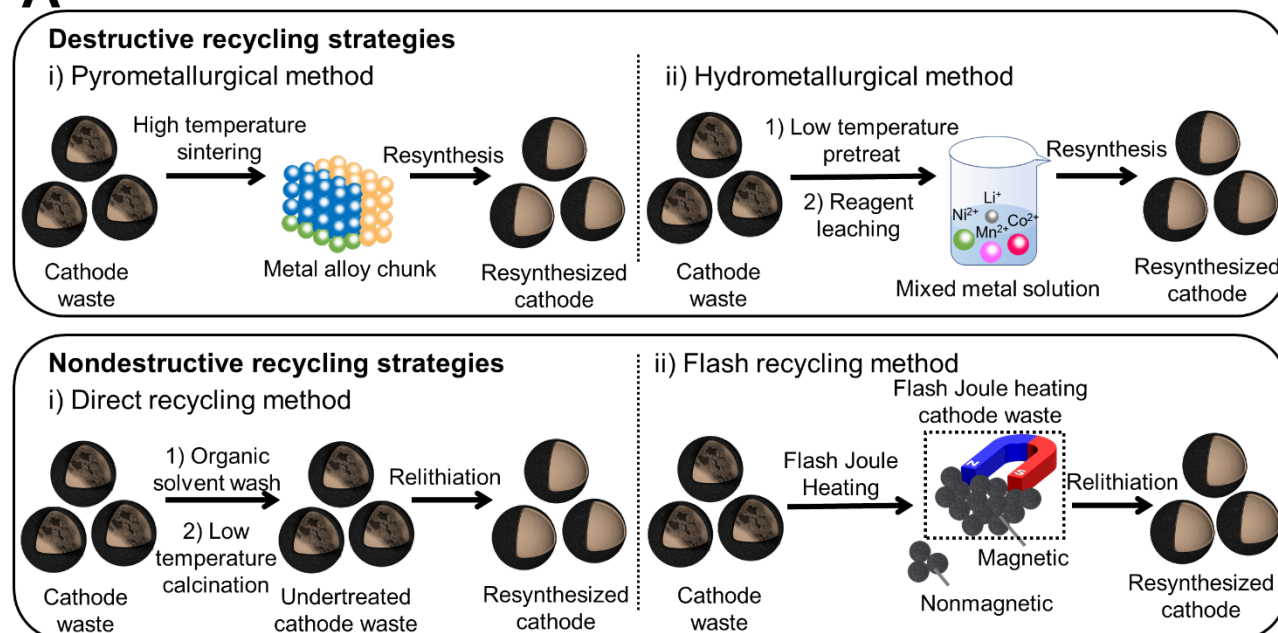 A
Destructive recycling strategies
i) Pyrometallurgical method
High temperature
sintering
Resynthesis
Cathode
waste
Metal alloy chunk
Resynthesized
cathode
ii) Hydrometallurgical method
1) Low temperature
pretreat
2) Reagent
leaching
Resynthesis
Li⁺
Ni²⁺
Mn²⁺
Co²⁺
Cathode
waste
Mixed metal solution
Resynthesized
cathode
Nondestructive recycling strategies
i) Direct recycling method
1) Organic
solvent wash
2) Low
temperature
calcination
Relithiation
Cathode
waste
Undertreated
cathode waste
Resynthesized
cathode
ii) Flash recycling method
Flash Joule heating
cathode waste
Flash Joule
Heating
N
S
Relithiation
Magnetic
Nonmagnetic
Cathode
waste
Resynthesized
cathode